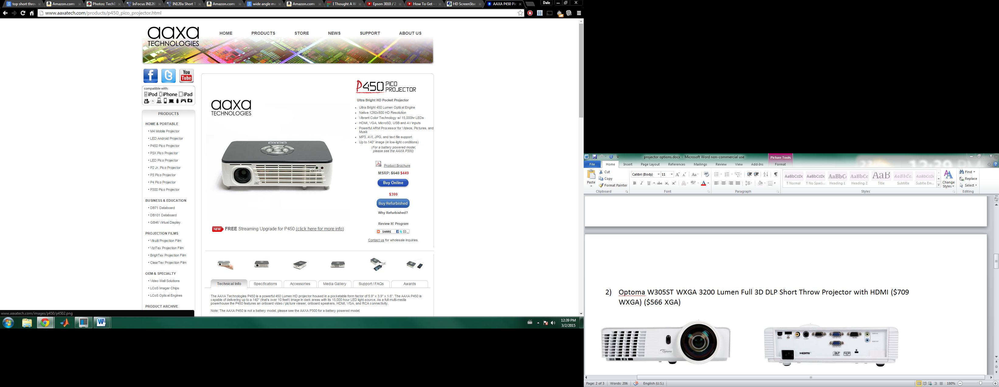 top short throw
Amazon.com:
Photos: TechD
InFocus IN126
IN120a Short T
Amazon.com:
wide angle ma
Amazon.com:
I Thought A W
Epson 3010 / 2
How To Get -
HD ScreenStar
AAXA P450 Pic
Dale
www.aaxatech.com/products/p450_pico_projector.html
off
aaxa
TECHNOLOGIES
HOME
PRODUCTS
STORE
NEWS
SUPPORT
ABOUT US
You
Tube
compatible with:
iPod iPhone iPad
PRODUCTS
HOME & PORTABLE
• M4 Mobile Projector
• LED Android Projector
• P450 Pico Projector
• P3X Pico Projector
• LED Pico Projector
• P2 Jr. Pico Projector
• P3 Pico Projector
• P4 Pico Projector
• P300 Pico Projector
BUSINESS & EDUCATION
• DB71 Databoard
• DB101 Databoard
• GB46 Virtual Display
PROJECTION FILMS
• Vikuiti Projection Film
• ViziTex Projection Film
• BrighTex Projection Film
• ClearTex Projection Film
OEM & SPECIALTY
• Video Wall Solutions
• LCoS Imager Chips
• LCoS Optical Engines
PRODUCT ARCHIVE
www.aaxatech.com/images/p450/p4502.png
aaxa
TECHNOLOGIES
aaxa
aaxa
P450 PICO
PROJECTOR
Ultra Bright HD Pocket Projector
• Ultra Bright 450 Lumen Optical Engine
• Native 1280x800 HD Resolution
• Vibrant Color Technology w/ 15,000hr LEDs
• HDMI, VGA, MicroSD, USB and AV inputs
• Powerful ARM Processor for Videos, Pictures, and
Music
• MP3, AVI, JPG, and text file support
• Up to 140" image (in low-light conditions)
(For a battery powered model,
please see the AAXA P300)
Product Brochure
MSRP: $549 $449
Buy Online
$399
Buy Refurbished
Why Refurbished?
Review It! Program
SHARE
Contact us for wholesale inquiries.
NEW FREE Streaming Upgrade for P450 (click here for more info)
Technical Info
Specifications
Accessories
Media Gallery
Support / FAQs
Awards
The AAXA Technologies P450 is a powerful 450 Lumen HD projector housed in a pocketable form factor of 5.9" x 3.9" x 1.6". The AAXA P450 is
capable of delivering up to a 140" (that's over 10 feet!) image in dark areas with its 15,000 hour LED light-source. As a full multi-media
powerhouse the P450 features an onboard video / picture viewer, onboard speakers, HDMI, VGA, and RCA connectivity.
Note: The AAXA P450 is not a battery model, please see the AAXA P300 for a battery powered model.
12:39 PM
3/2/2015
projector options.docx - Microsoft Word non-commercial use
Picture Tools
File
Home
Insert
Page Layout
References
Mailings
Review
View
Add-Ins
Format
Paste
Cut
Copy
Format Painter
Clipboard
Calibri (Body)
11
Font
Paragraph
AaBbCcDc
¶ Normal
AaBbCcDc
¶ No Spaci...
AaBbC
Heading 1
AaBbCc
Heading 2
AaB
Title
AaBbCc.
Subtitle
AaBbCcDc
Subtle Em...
Change
Styles
Styles
Find
Replace
Select
Editing
2) Optoma W305ST WXGA 3200 Lumen Full 3D DLP Short Throw Projector with HDMI ($709
WXGA) ($566 XGA)
Optoma
HDMI
DLP
Page: 2 of 3
Words: 206
English (U.S.)
180%